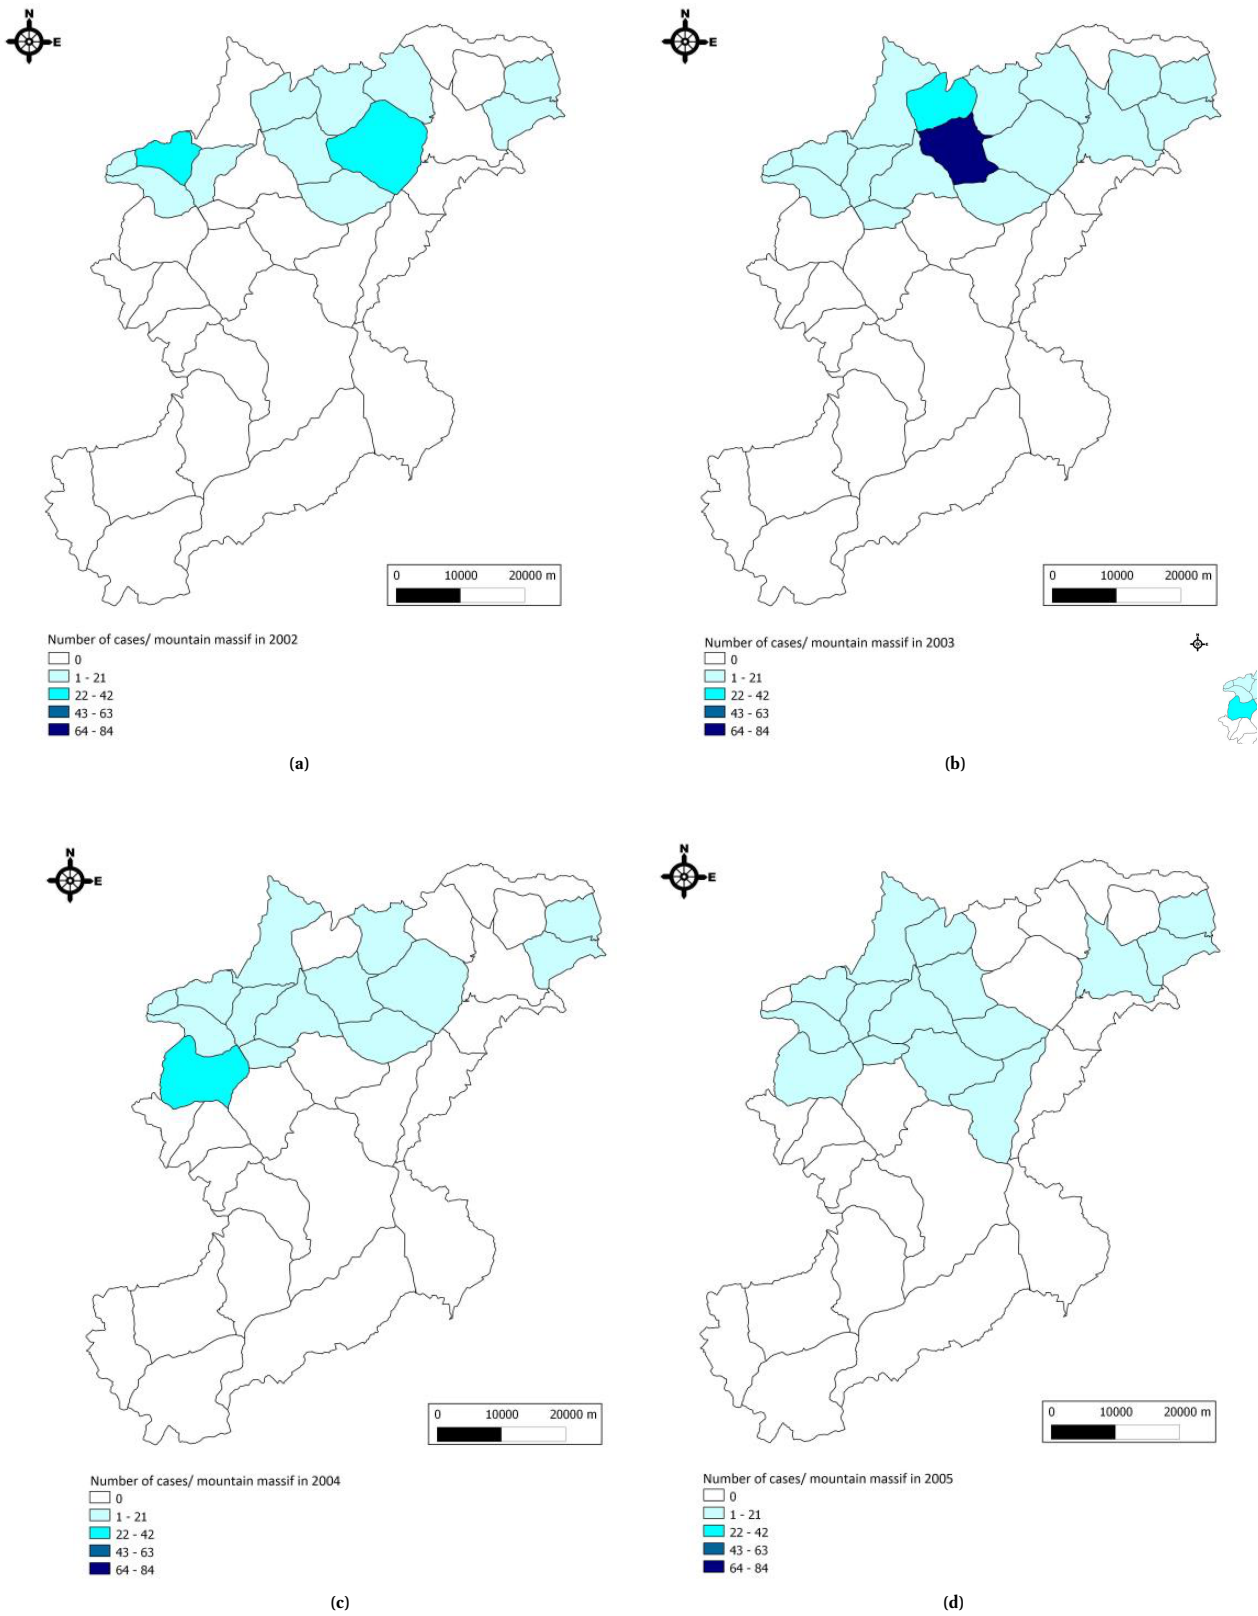 N
E
0 10000 20000 m
Number of cases/ mountain massif in 2002
0
1 - 21
22 - 42
43 - 63
64 - 84
(a)
N
E
0 10000 20000 m
Number of cases/ mountain massif in 2003
0
1 - 21
22 - 42
43 - 63
64 - 84
(b)
N
E
0 10000 20000 m
Number of cases/ mountain massif in 2004
0
1 - 21
22 - 42
43 - 63
64 - 84
(c)
N
E
0 10000 20000 m
Number of cases/ mountain massif in 2005
0
1 - 21
22 - 42
43 - 63
64 - 84
(d)